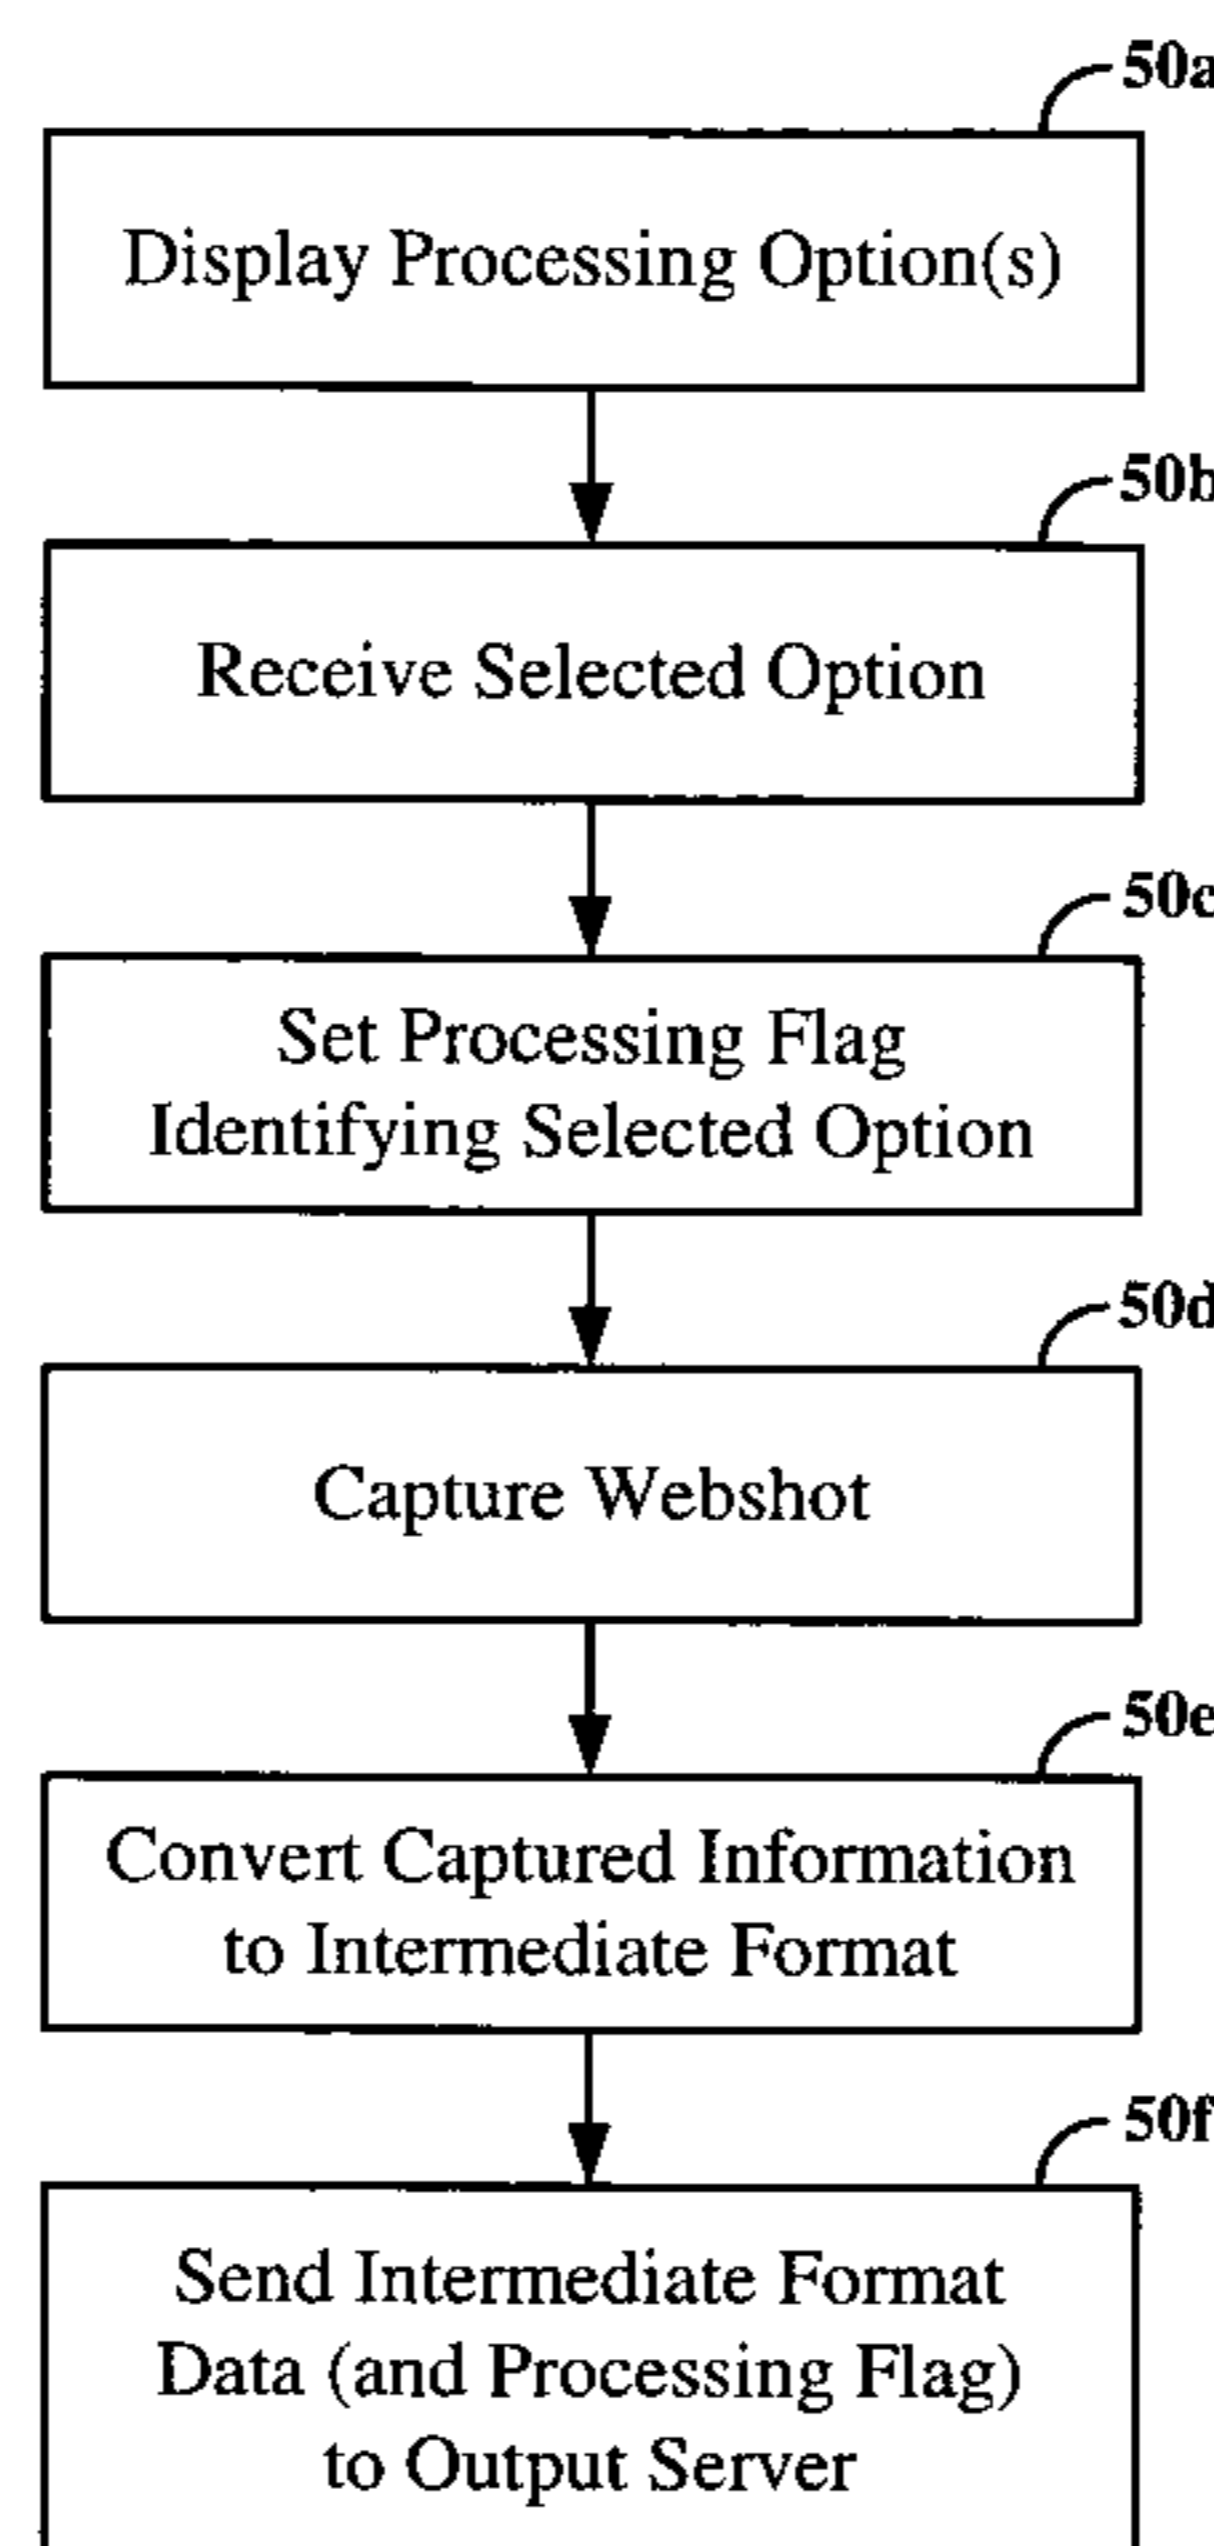 50a
Display Processing Option(s)
50b
Receive Selected Option
50c
Set Processing Flag
Identifying Selected Option
50d
Capture Webshot
50e
Convert Captured Information
to Intermediate Format
50f
Send Intermediate Format
Data (and Processing Flag)
to Output Server